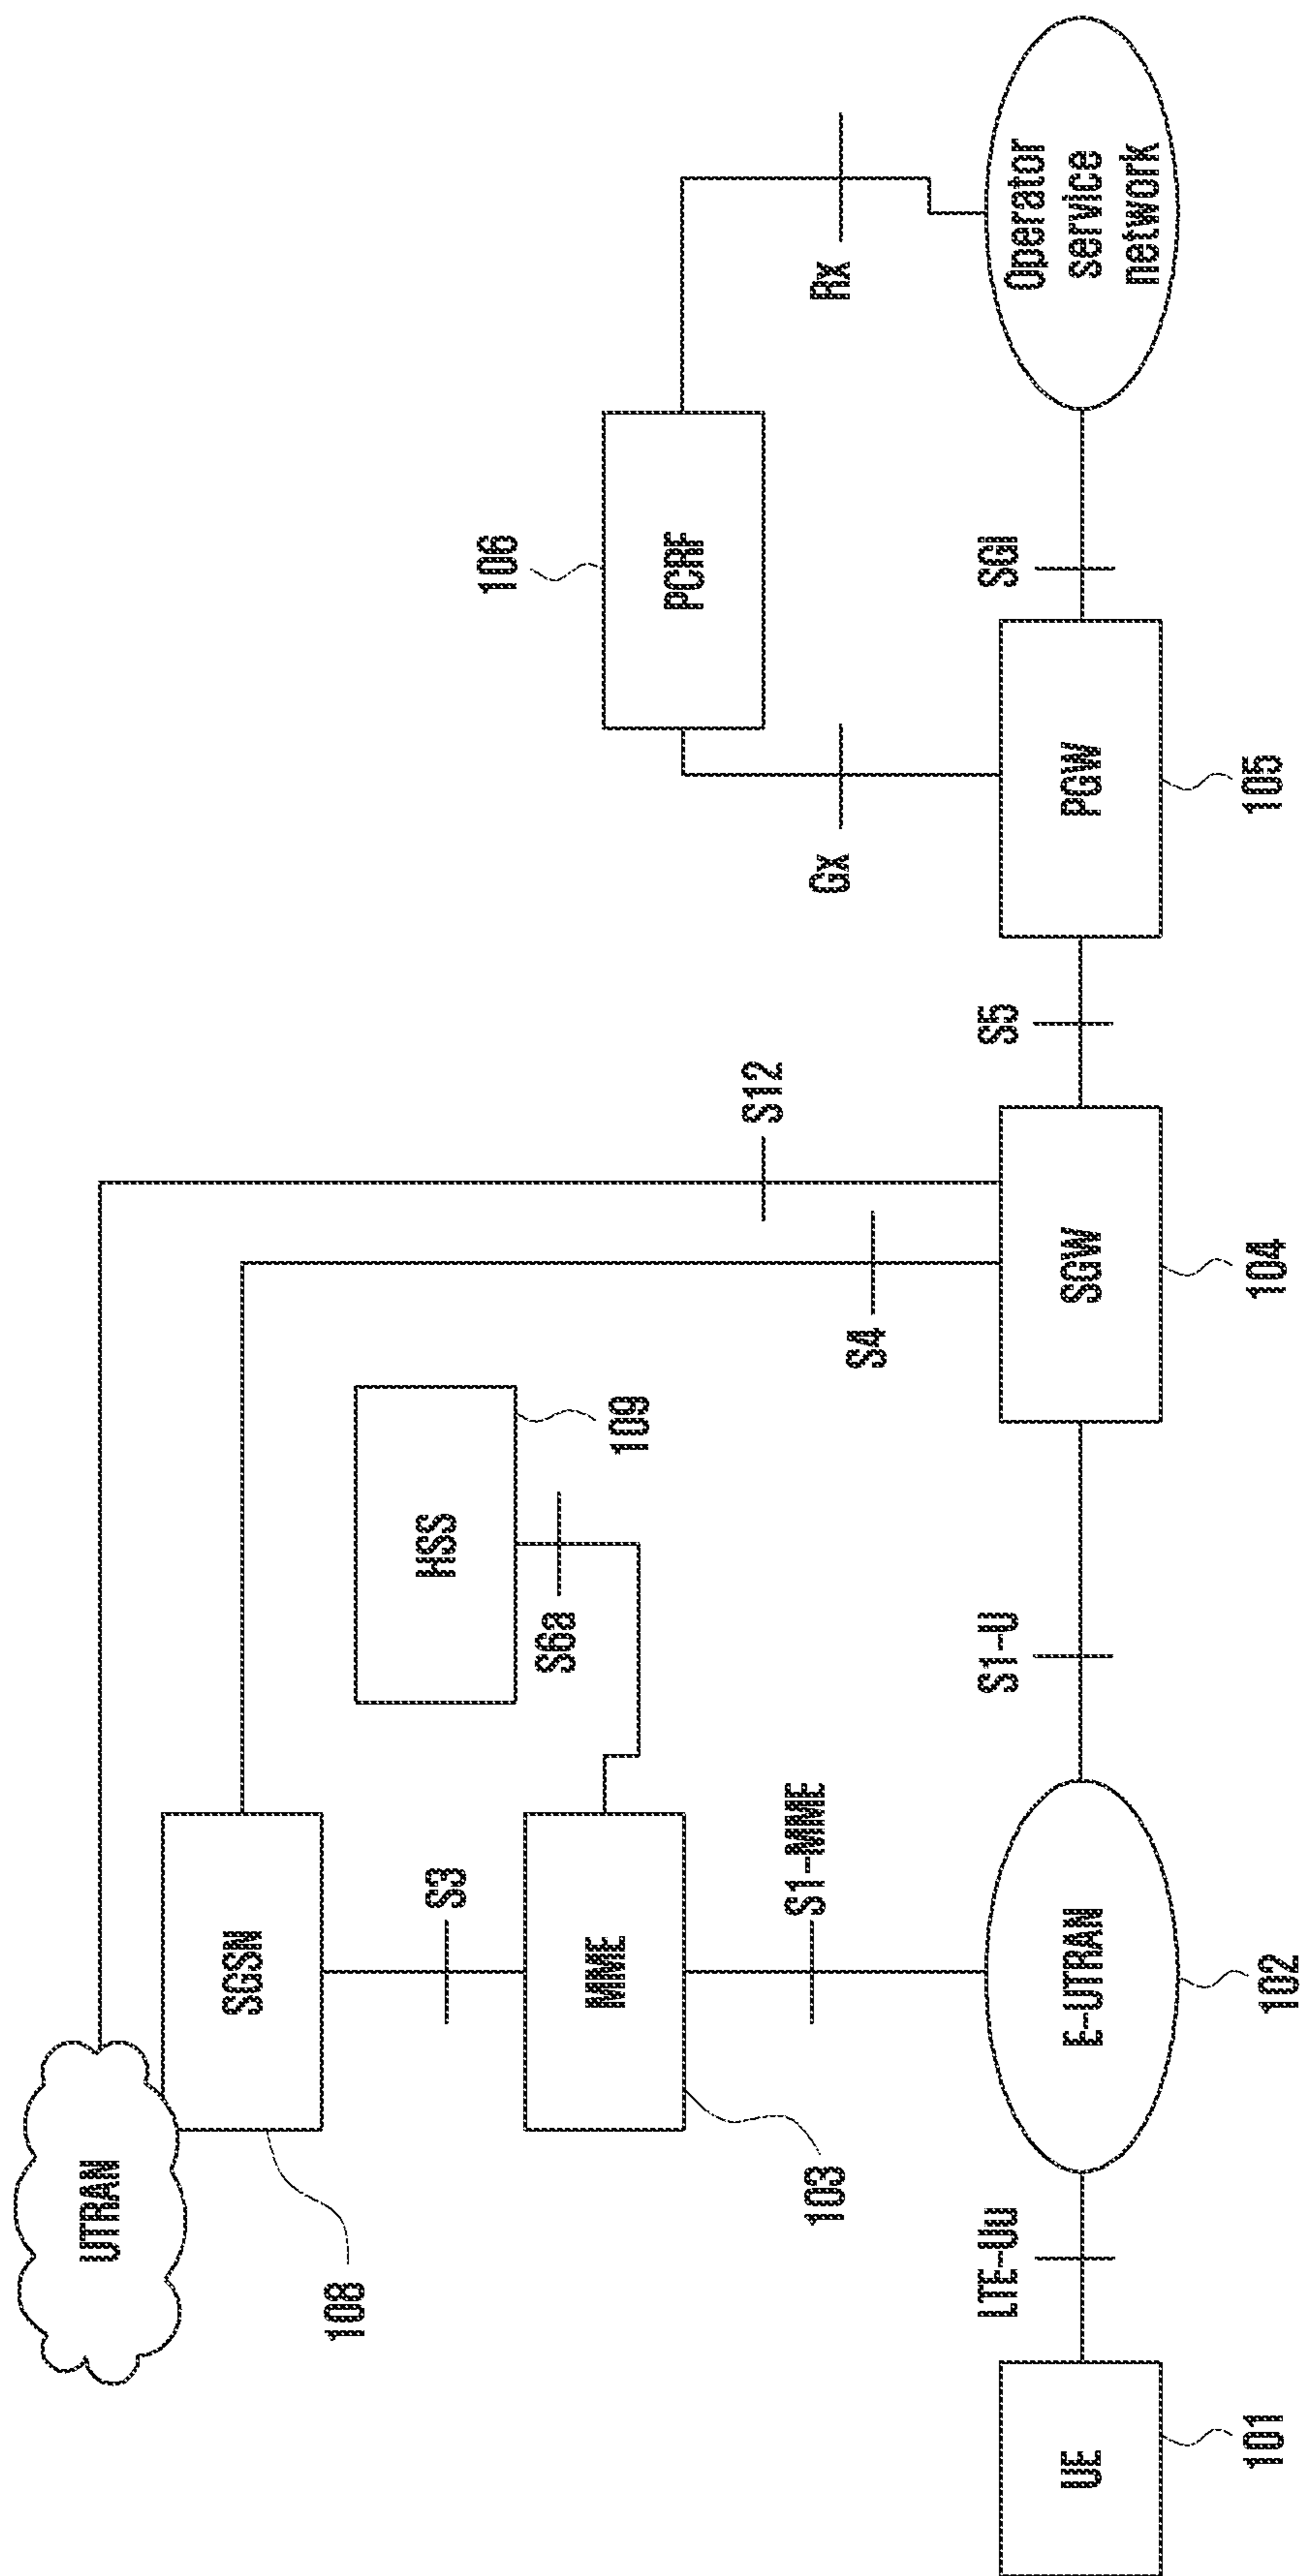 UTRAN
SGSN
108
S3
HSS
109
S6a
MME
103
S1-MME
S12
S4
PCRF
106
Gx
Rx
UE
101
LTE-Uu
E-UTRAN
102
S1-U
SGW
104
S5
PGW
105
SGi
Operator
service
network